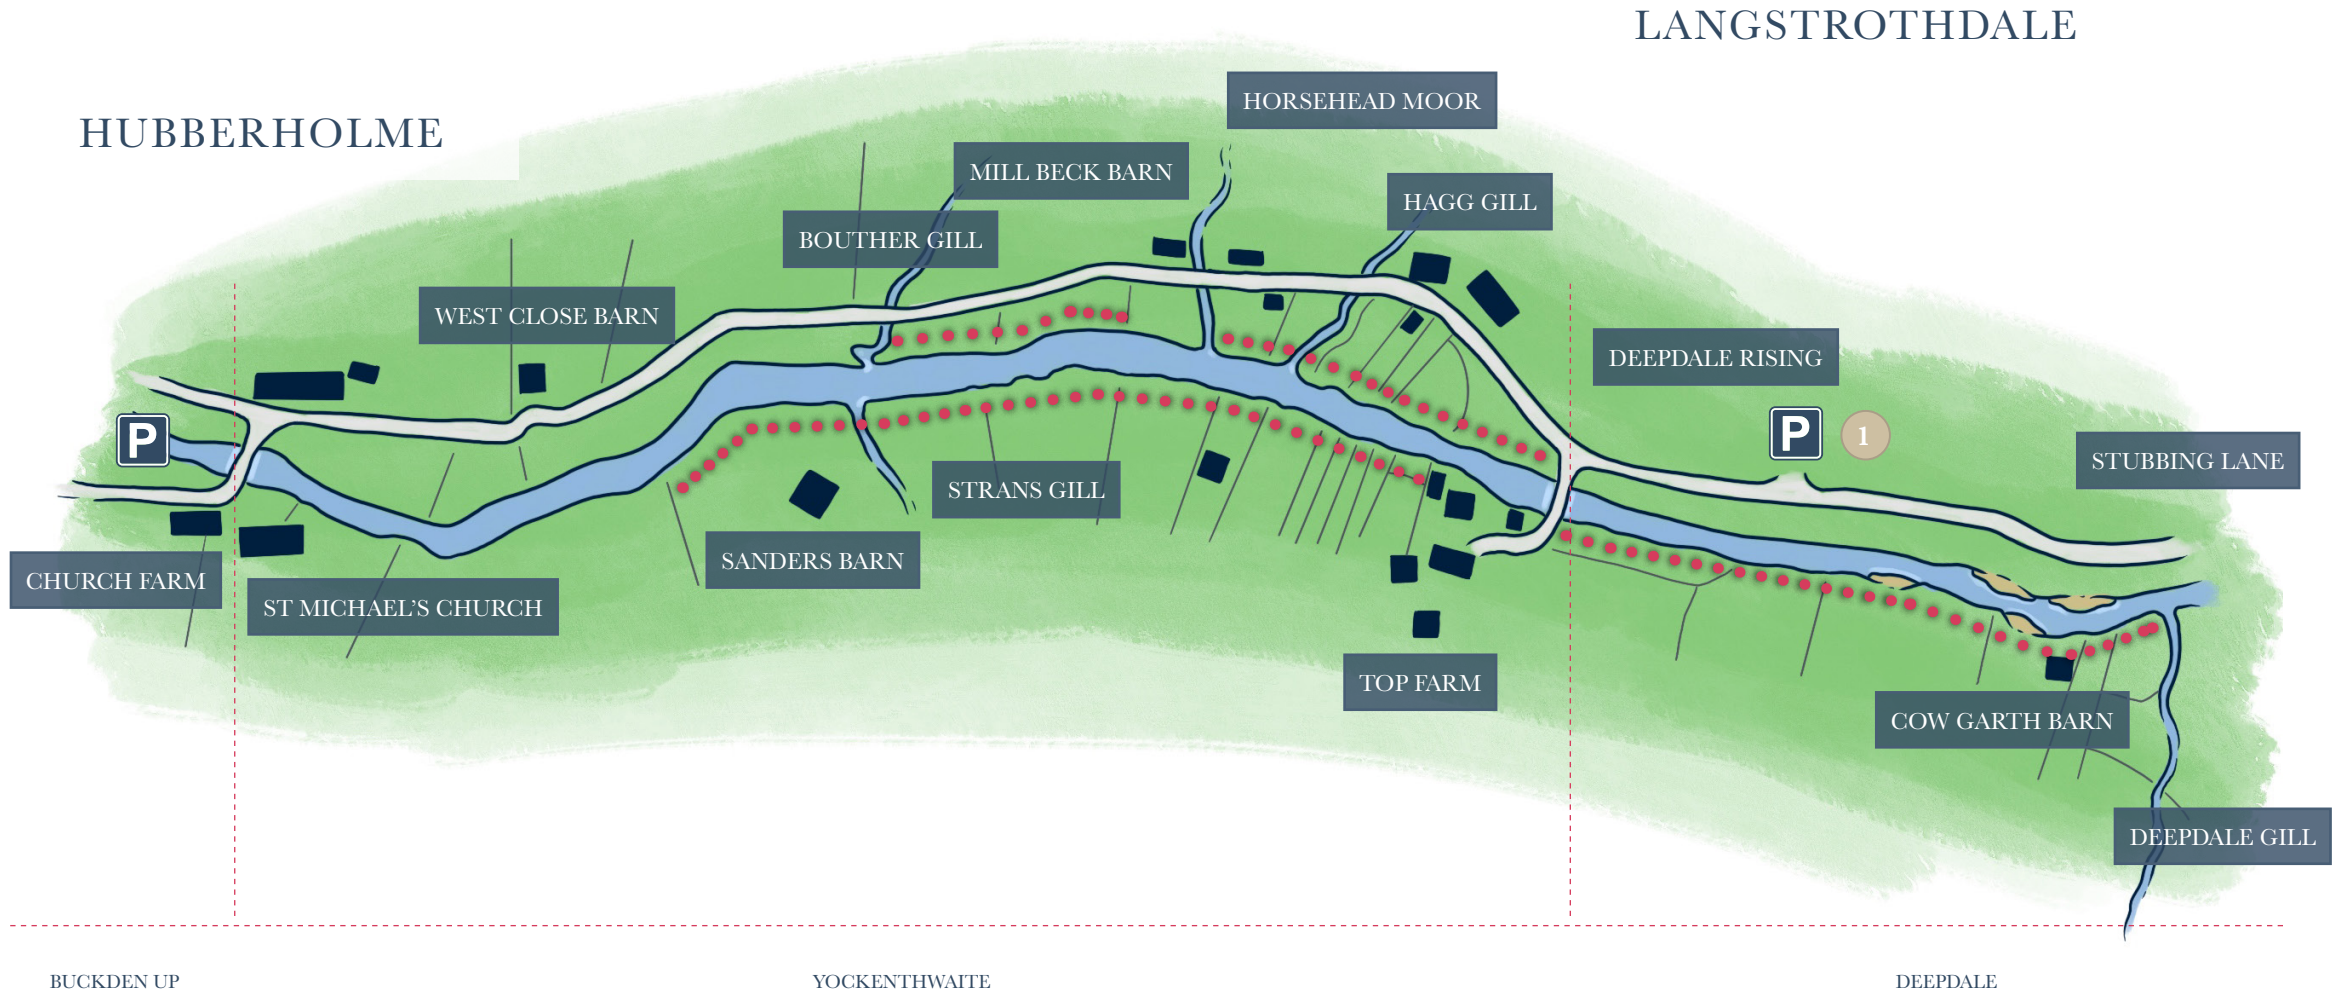 LANGSTROTHDALE
HUBBERHOLME
HORSEHEAD MOOR
MILL BECK BARN
HAGG GILL
BOUTHER GILL
WEST CLOSE BARN
DEEPDALE RISING
P
P
1
STUBBING LANE
STRANS GILL
SANDERS BARN
CHURCH FARM
ST MICHAEL'S CHURCH
TOP FARM
COW GARTH BARN
DEEPDALE GILL
BUCKDEN UP
YOCKENTHWAITE
DEEPDALE